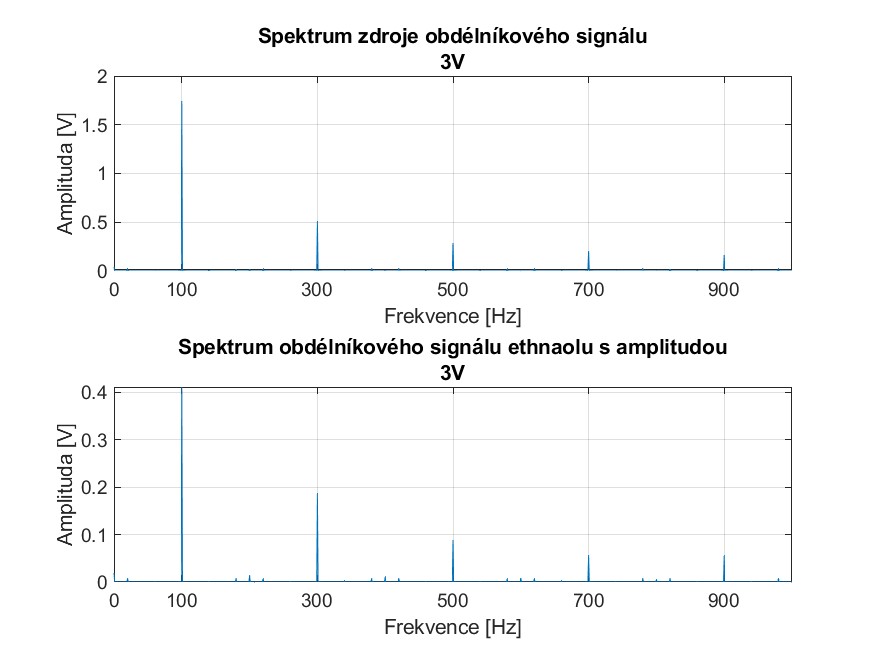 Spektrum zdroje obdélníkového signálu
3V
2
1.5
1
0.5
0
Amplituda [V]
0 100 300 500 700 900
Frekvence [Hz]
Spektrum obdélníkového signálu ethnaolu s amplitudou
3V
0.4
0.3
0.2
0.1
0
Amplituda [V]
0 100 300 500 700 900
Frekvence [Hz]